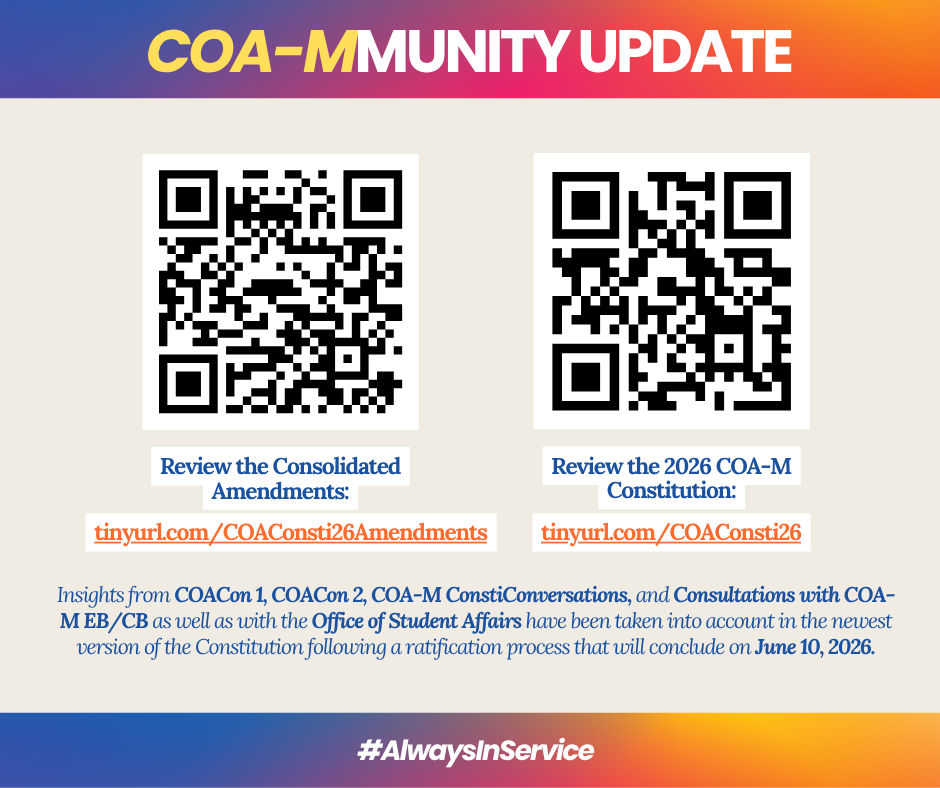 COA-MMUNITY UPDATE
Review the Consolidated
Amendments:
tinyurl.com/COAConsti26Amendments
Review the 2026 COA-M
Constitution:
tinyurl.com/COAConsti26
Insights from COACon 1, COACon 2, COA-M ConstiConversations, and Consultations with COA-
M EB/CB as well as with the Office of Student Affairs have been taken into account in the newest
version of the Constitution following a ratification process that will conclude on June 10, 2026.
#AlwaysInService